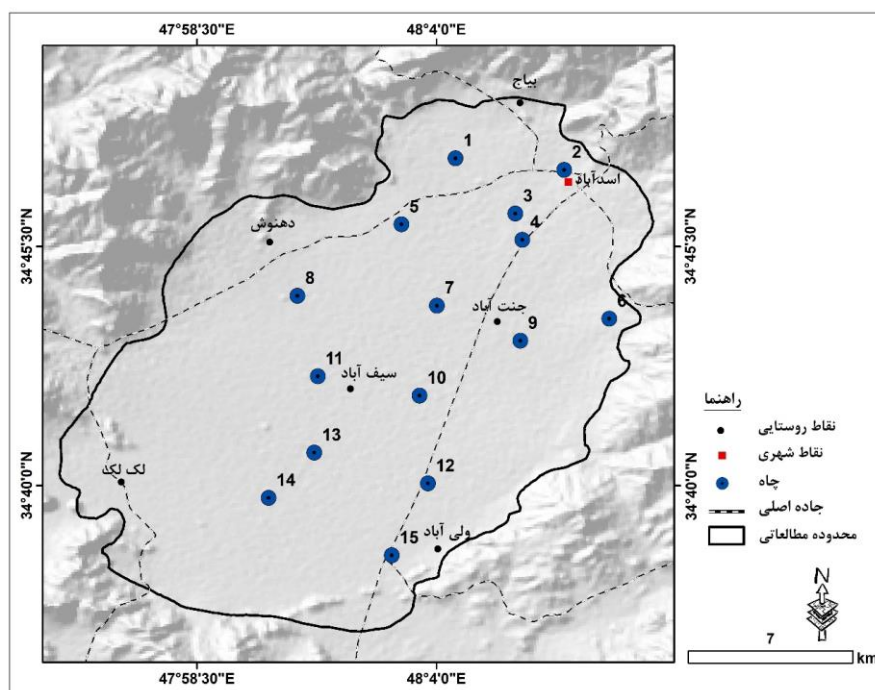 47°58'30"E
48°4'0"E
بیاج
1
2
اسدآباد
3
5
4
دهنوش
34°45'30"N
34°45'30"N
8
7
جنت آباد
6
9
11
سیف آباد
10
راهنما
نقاط روستایی
13
نقاط شهری
لک لک
14
12
چاه
34°40'0"N
34°40'0"N
جاده اصلی
15
ولی آباد
محدوده مطالعاتی
N
7
km
47°58'30"E
48°4'0"E